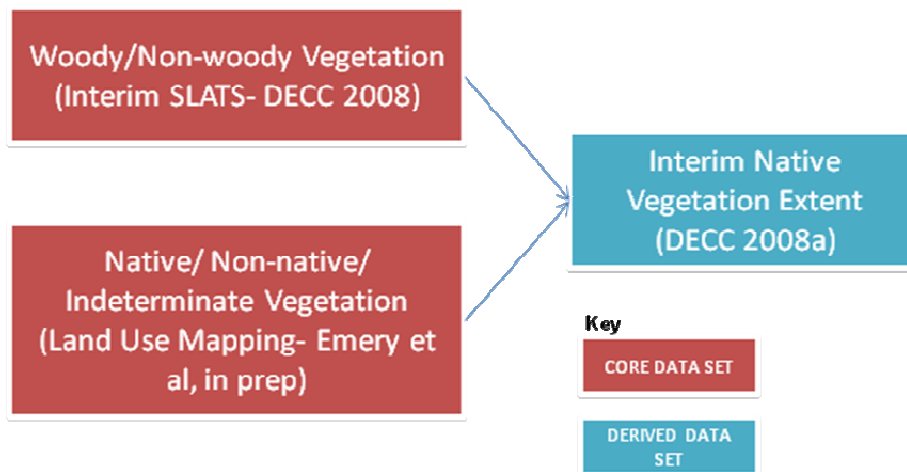 Woody/Non-woody Vegetation
(Interim SLATS- DECC 2008)
Native/ Non-native/
Indeterminate Vegetation
(Land Use Mapping- Emery et
al, in prep)
Interim Native
Vegetation Extent
(DECC 2008a)
Key
CORE DATA SET
DERIVED DATA
SET